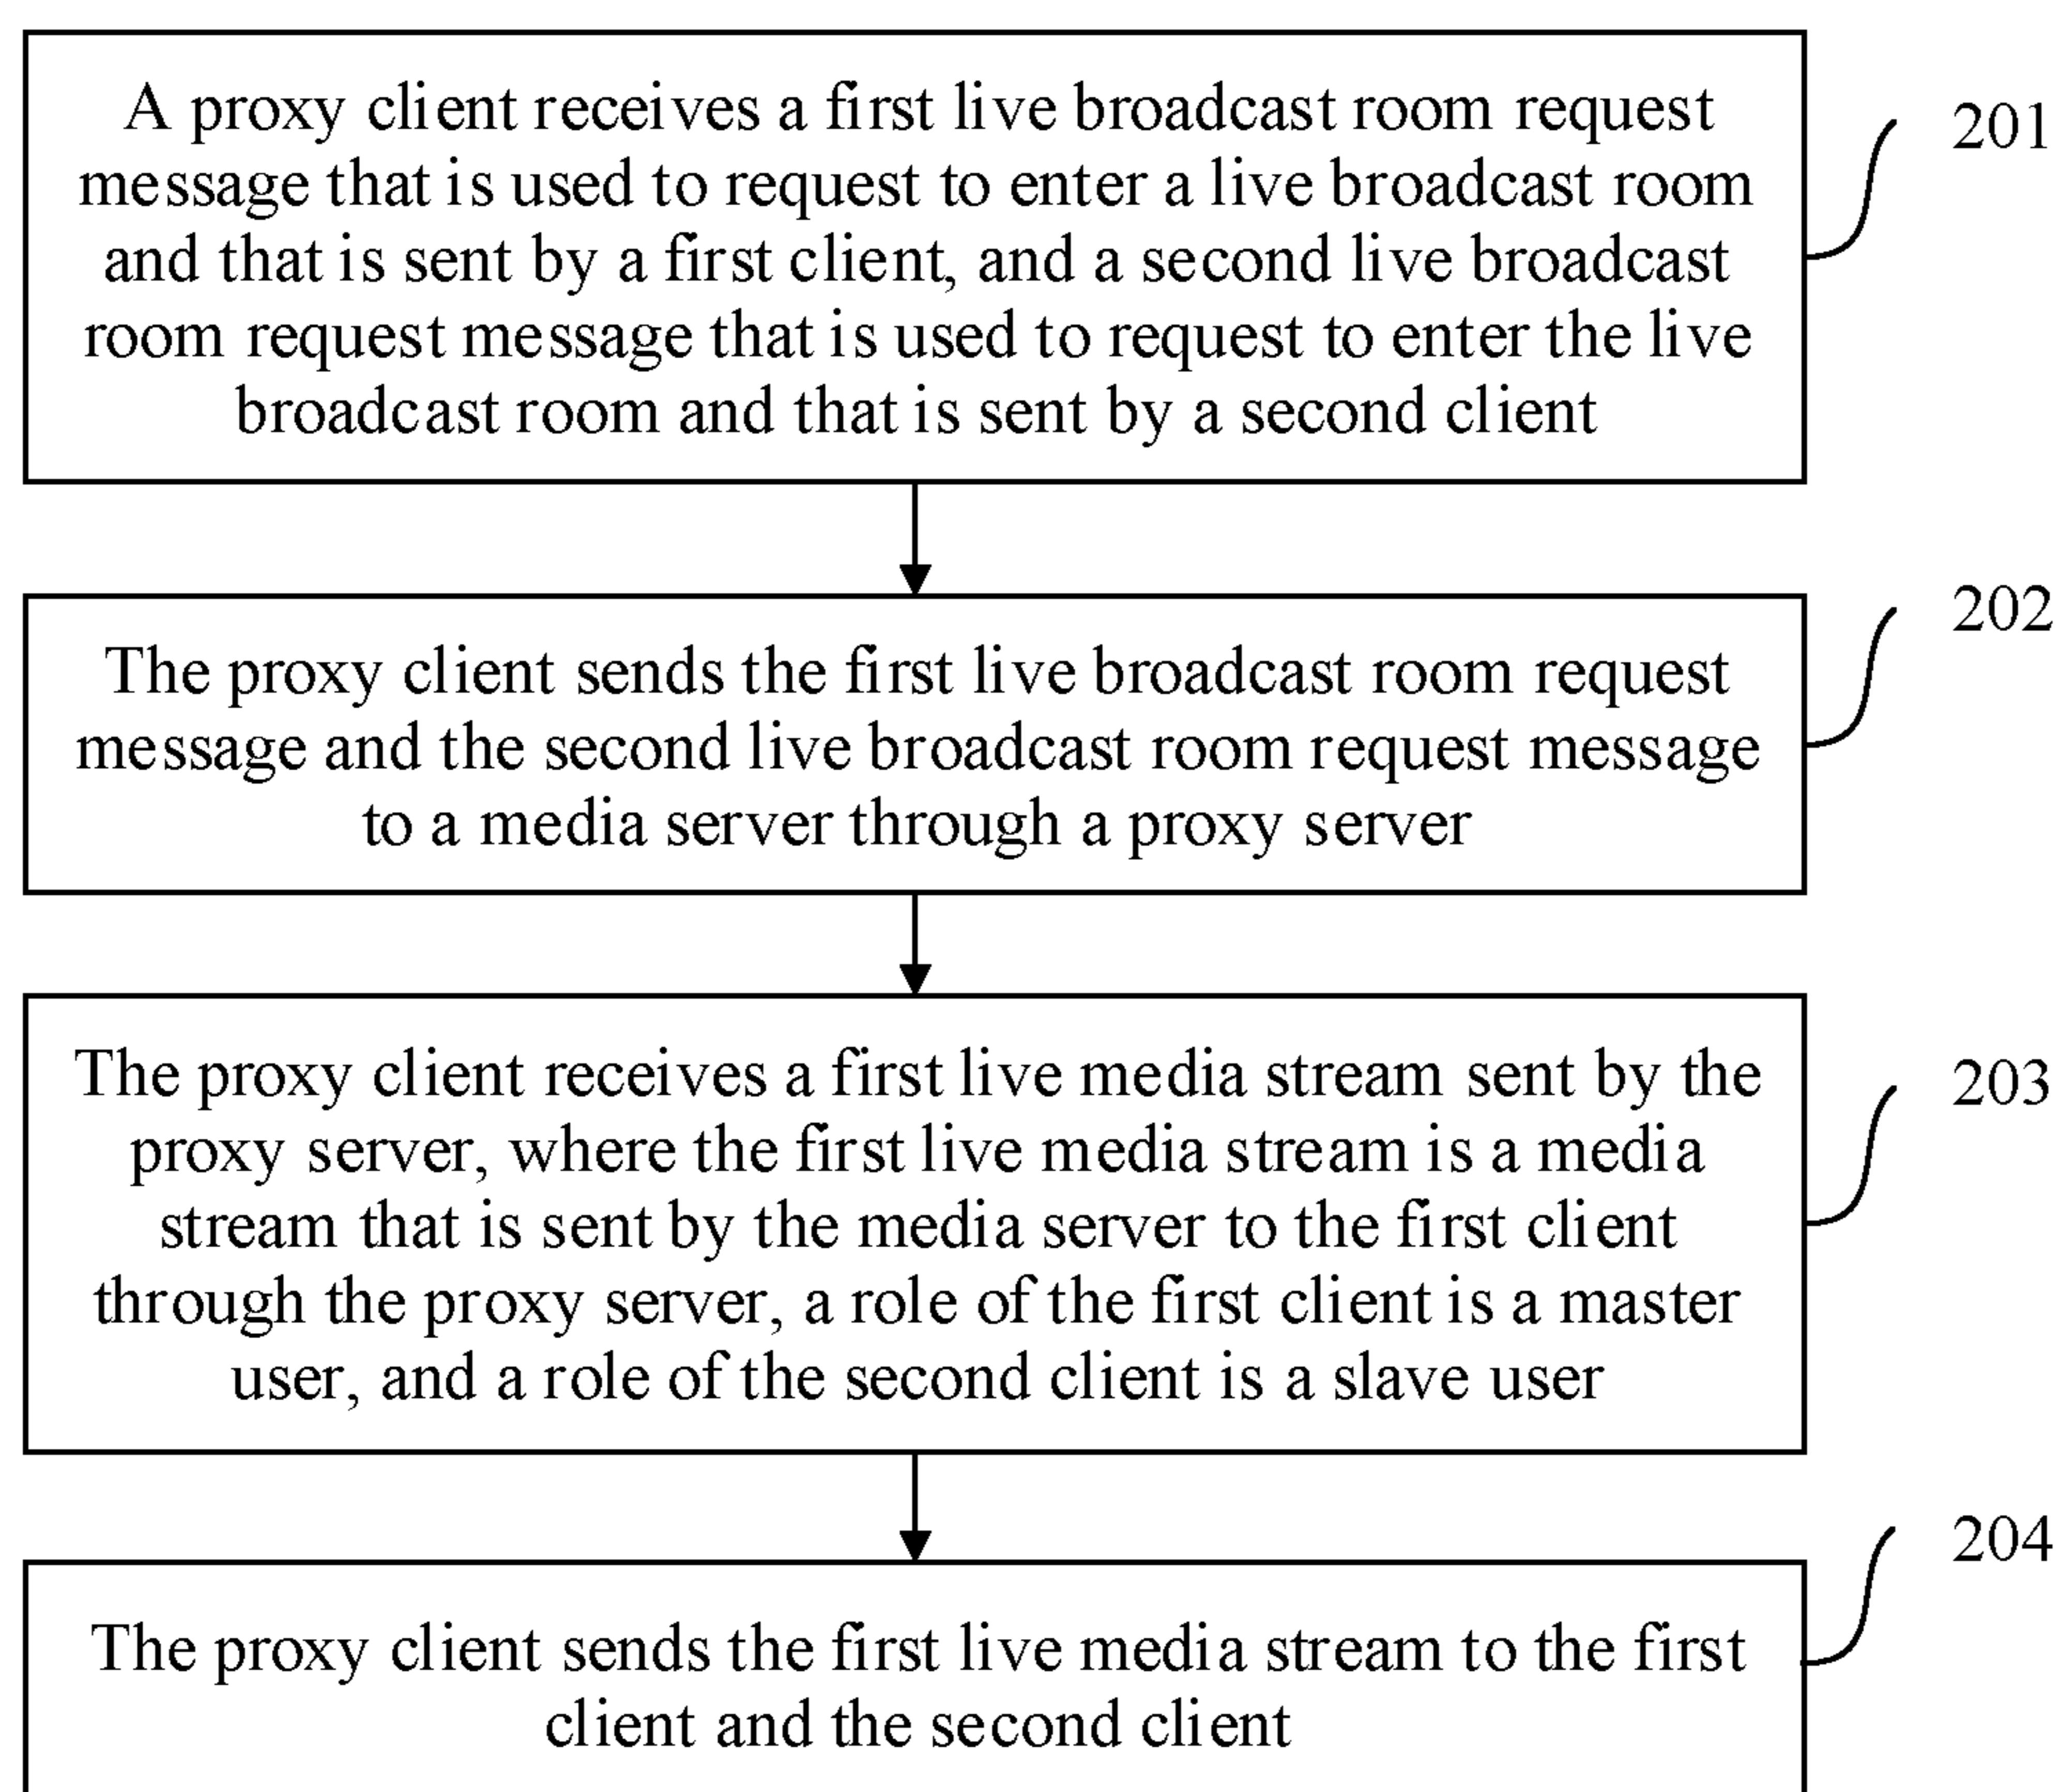 A proxy client receives a first live broadcast room request
message that is used to request to enter a live broadcast room
and that is sent by a first client, and a second live broadcast
room request message that is used to request to enter the live
broadcast room and that is sent by a second client
201
The proxy client sends the first live broadcast room request
message and the second live broadcast room request message
to a media server through a proxy server
202
The proxy client receives a first live media stream sent by the
proxy server, where the first live media stream is a media
stream that is sent by the media server to the first client
through the proxy server, a role of the first client is a master
user, and a role of the second client is a slave user
203
The proxy client sends the first live media stream to the first
client and the second client
204